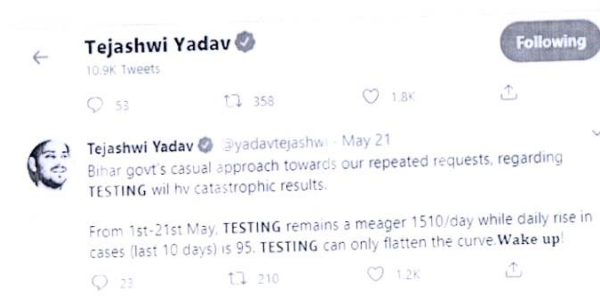 Tejashwi Yadav
10.9K Tweets
Following
53 358 1.8K
Tejashwi Yadav @yadavtejashwi · May 21
Bihar govt's casual approach towards our repeated requests, regarding
TESTING wil hv catastrophic results.
From 1st-21st May, TESTING remains a meager 1510/day while daily rise in
cases (last 10 days) is 95. TESTING can only flatten the curve.Wake up!
23 210 1.2K